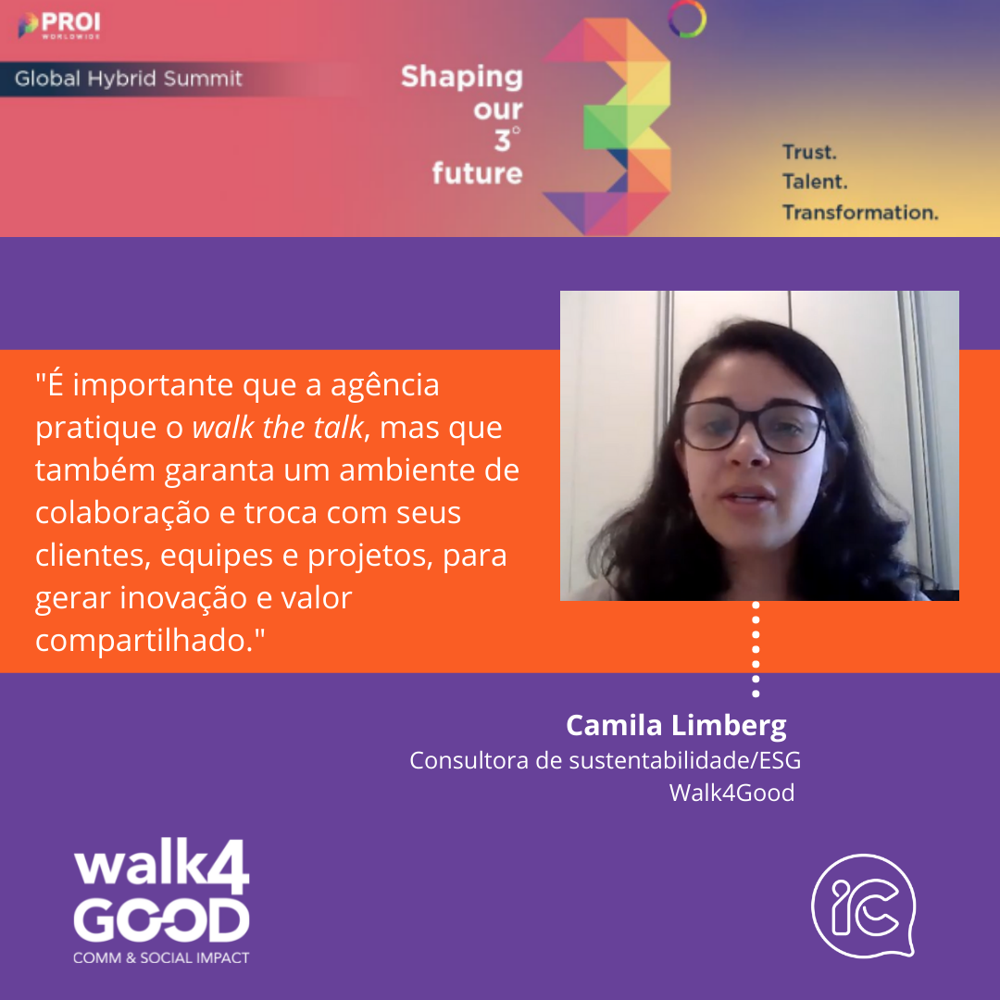 PROI
WORLDWIDE
Global Hybrid Summit
Shaping
our
3°
future
3
Trust.
Talent.
Transformation.
"É importante que a agência
pratique o walk the talk, mas que
também garanta um ambiente de
colaboração e troca com seus
clientes, equipes e projetos, para
gerar inovação e valor
compartilhado."
Camila Limberg
Consultora de sustentabilidade/ESG
Walk4Good
walk4
GOOD
COMM & SOCIAL IMPACT
iC